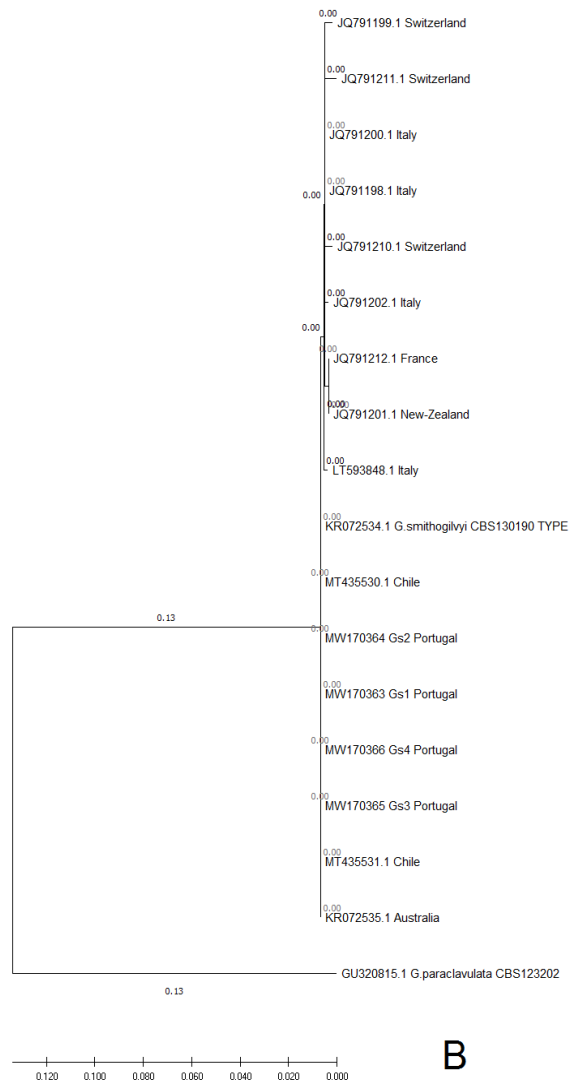 0.00
JQ791199.1 Switzerland
0.00
JQ791211.1 Switzerland
0.00
JQ791200.1 Italy
0.00
JQ791198.1 Italy
0.00
0.00
JQ791210.1 Switzerland
0.00
JQ791202.1 Italy
0.00
0.00
JQ791212.1 France
0.00
0.00
JQ791201.1 New-Zealand
0.00
LT593848.1 Italy
0.00
KR072534.1 G.smithogilvyi CBS130190 TYPE
0.00
MT435530.1 Chile
0.13
0.00
MW170364 Gs2 Portugal
0.00
MW170363 Gs1 Portugal
0.00
MW170366 Gs4 Portugal
0.00
MW170365 Gs3 Portugal
0.00
MT435531.1 Chile
0.00
KR072535.1 Australia
GU320815.1 G.paraclavulata CBS123202
0.13
B
0.120 0.100 0.080 0.060 0.040 0.020 0.000